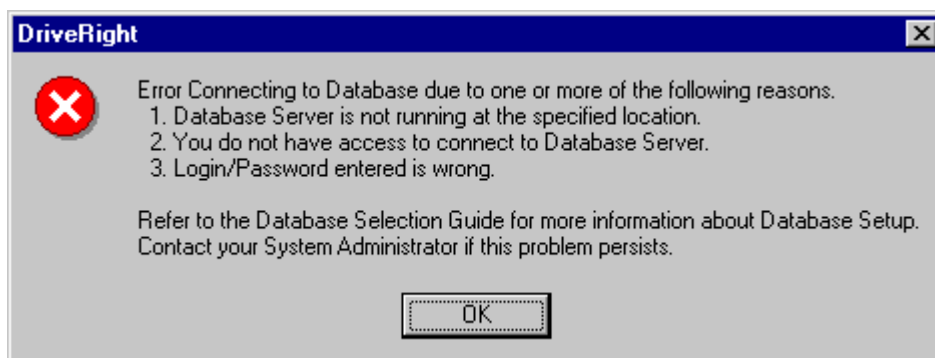 DriveRight
Error Connecting to Database due to one or more of the following reasons.
1. Database Server is not running at the specified location.
2. You do not have access to connect to Database Server.
3. Login/Password entered is wrong.
Refer to the Database Selection Guide for more information about Database Setup.
Contact your System Administrator if this problem persists.
OK